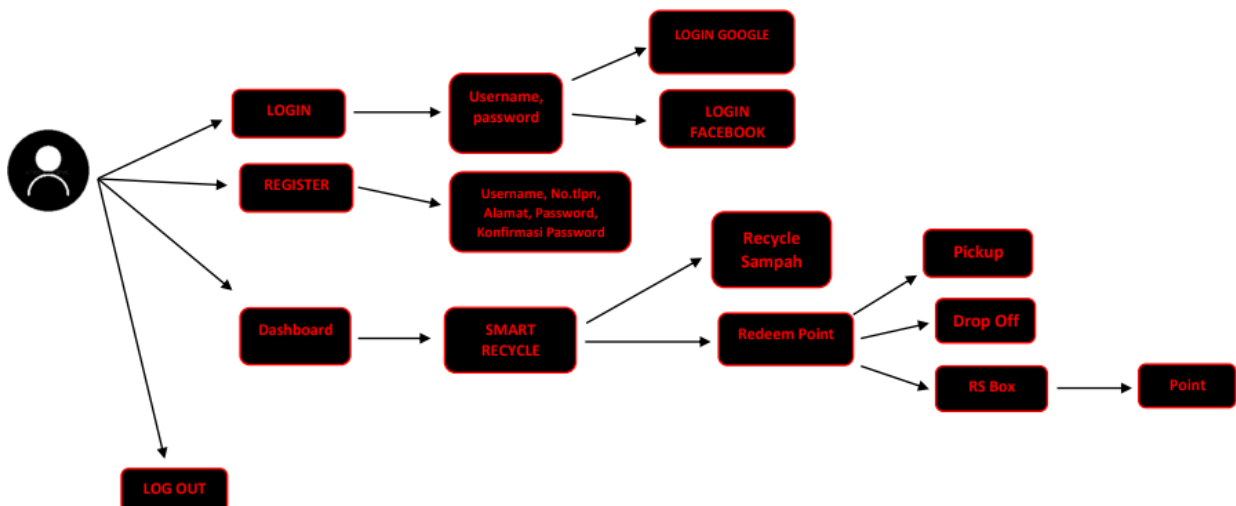 LOGIN GOOGLE
LOGIN
Username,
password
LOGIN
FACEBOOK
REGISTER
Username, No.tlpn,
Alamat, Password,
Konfirmasi Password
Recycle
Sampah
Pickup
Dashboard
SMART
RECYCLE
Redeem Point
Drop Off
RS Box
Point
LOG OUT